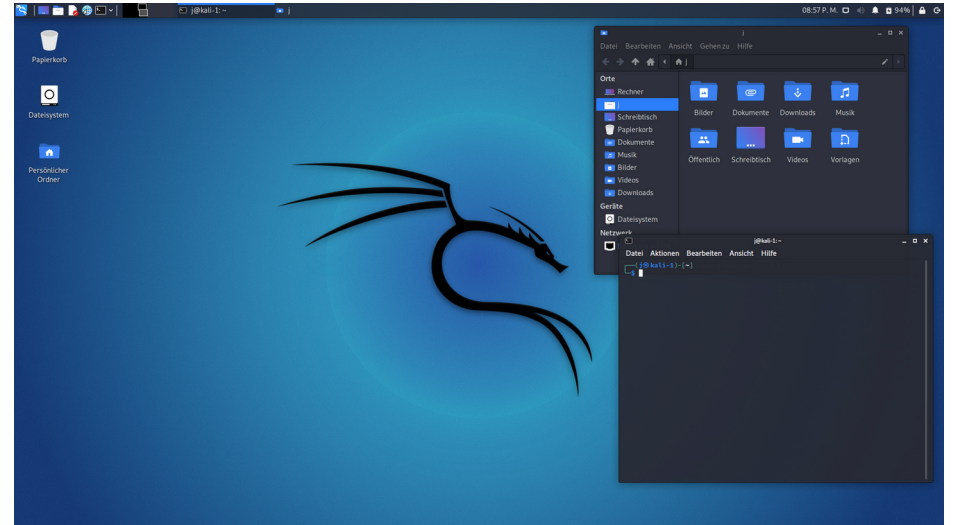 j@kali-1: ~
j
08:57 P. M.
94%
Papierkorb
Dateisystem
Persönlicher
Ordner
j
Datei Bearbeiten Ansicht Gehen zu Hilfe
j
Orte
Rechner
j
Schreibtisch
Papierkorb
Dokumente
Musik
Bilder
Videos
Downloads
Geräte
Dateisystem
Netzwerk
Bilder Dokumente Downloads Musik
Öffentlich Schreibtisch Videos Vorlagen
j@kali-1: ~
Datei Aktionen Bearbeiten Ansicht Hilfe
┌──(j㉿kali-1)-[~]
└─$